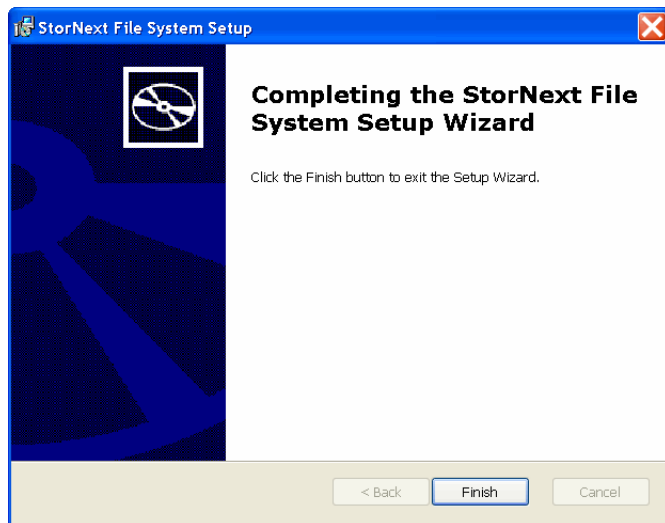 StorNext File System Setup
Completing the StorNext File
System Setup Wizard
Click the Finish button to exit the Setup Wizard.
< Back
Finish
Cancel